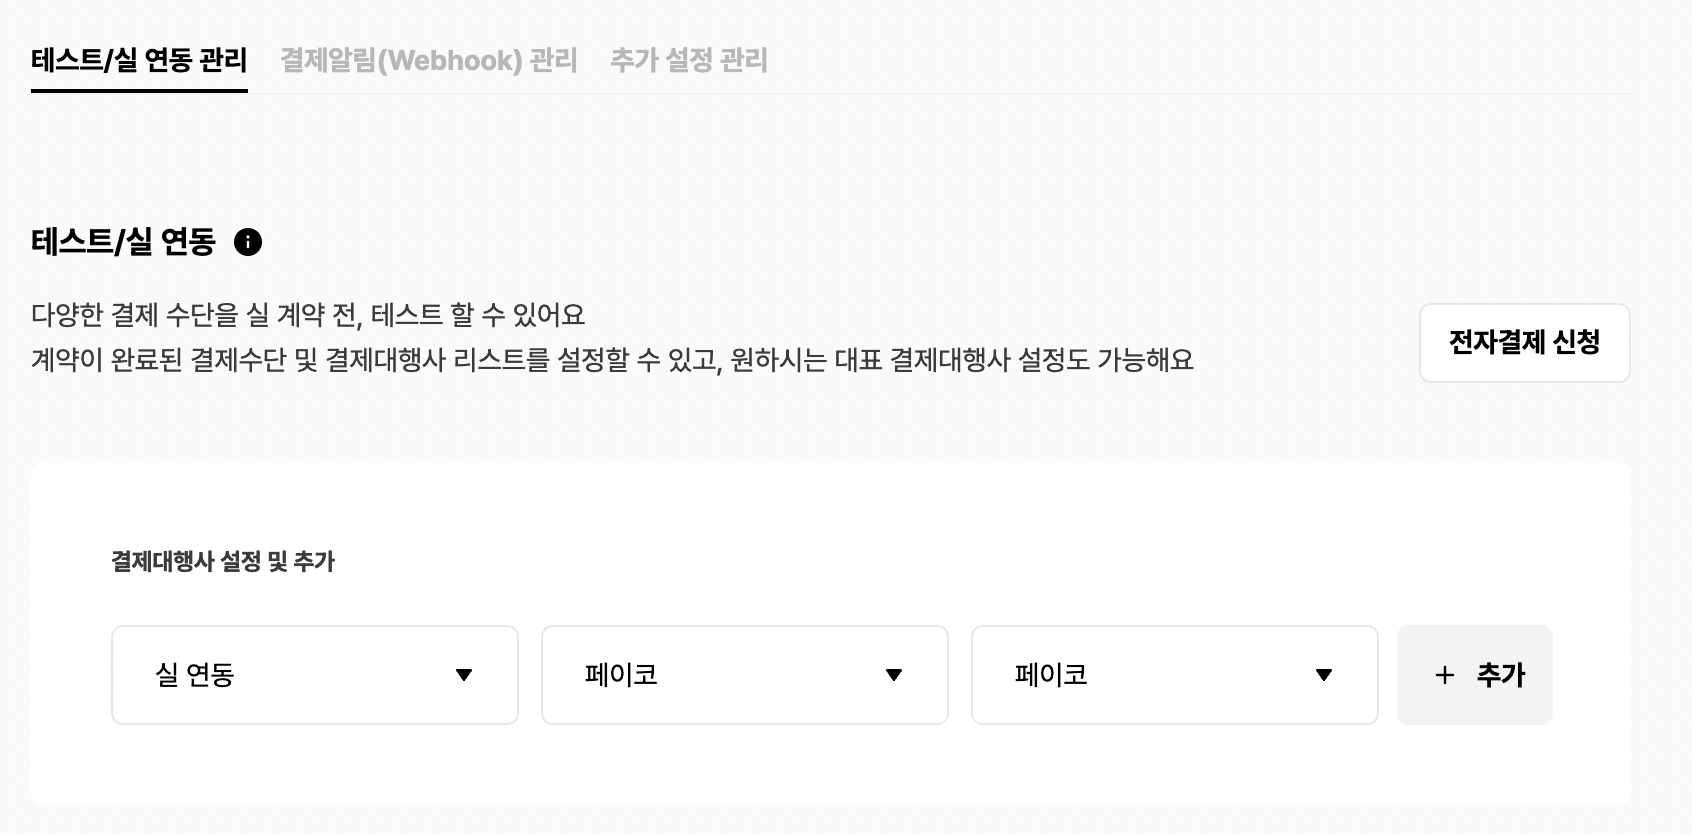 테스트/실 연동 관리 결제알림(Webhook) 관리 추가 설정 관리
테스트/실 연동
다양한 결제 수단을 실 계약 전, 테스트 할 수 있어요
계약이 완료된 결제수단 및 결제대행사 리스트를 설정할 수 있고, 원하시는 대표 결제대행사 설정도 가능해요
전자결제 신청
결제대행사 설정 및 추가
실 연동 페이코 페이코 + 추가